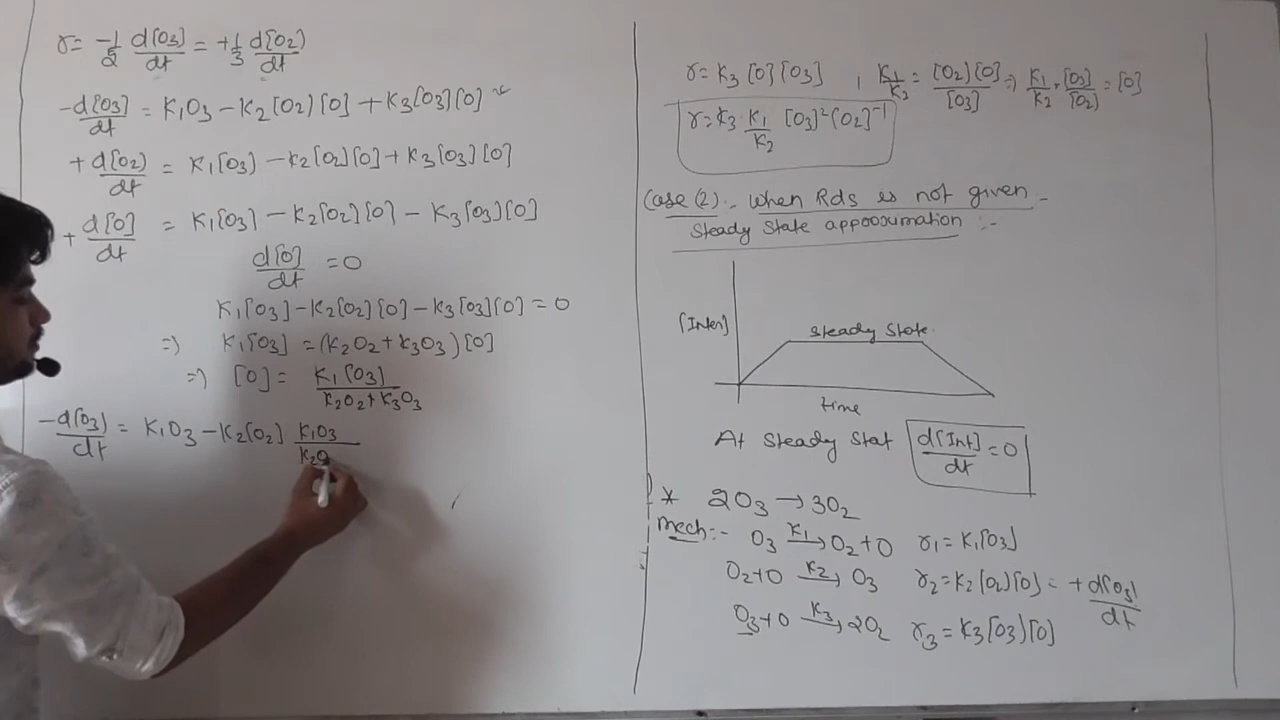 r = -1/2 d[O3]/dt = +1/3 d[O2)/dt
-d[O3]/dt = K1O3 - K2[O2)[O] + K3[O3][O]
+d[O2)/dt = K1[O3) - K2[O2][O] + K3[O3)[O]
+d[O]/dt = K1[O3] - K2[O2][O] - K3[O3)[O]
d[O]/dt = 0
K1[O3] - K2[O2][O] - K3[O3][O] = 0
=) K1[O3] = (K2O2 + K3O3)[O]
=) [O] = K1[O3)/K2O2 + K3O3
-d[O3)/dt = K1O3 - K2[O2] K1O3/K2O
r = K3[O][O3] , K1/K2 = [O2)[O]/[O3] =) K1/K2 · [O3]/[O2] = [O]
r = K3 K1/K2 [O3]²[O2]⁻¹
Case (2) :- When Rds is not given -
Steady State approoxumation :-
[Inter]
Steady State.
time
At Steady Stat d[Int]/dt = 0
* 2O3 → 3O2
Mech:- O3 K1→ O2 + O r1 = K1[O3]
O2 + O K2→ O3 r2 = K2[O2)[O] = +d[O3]/dt
O3 + O K3→ 2O2 r3 = K3[O3)[O]